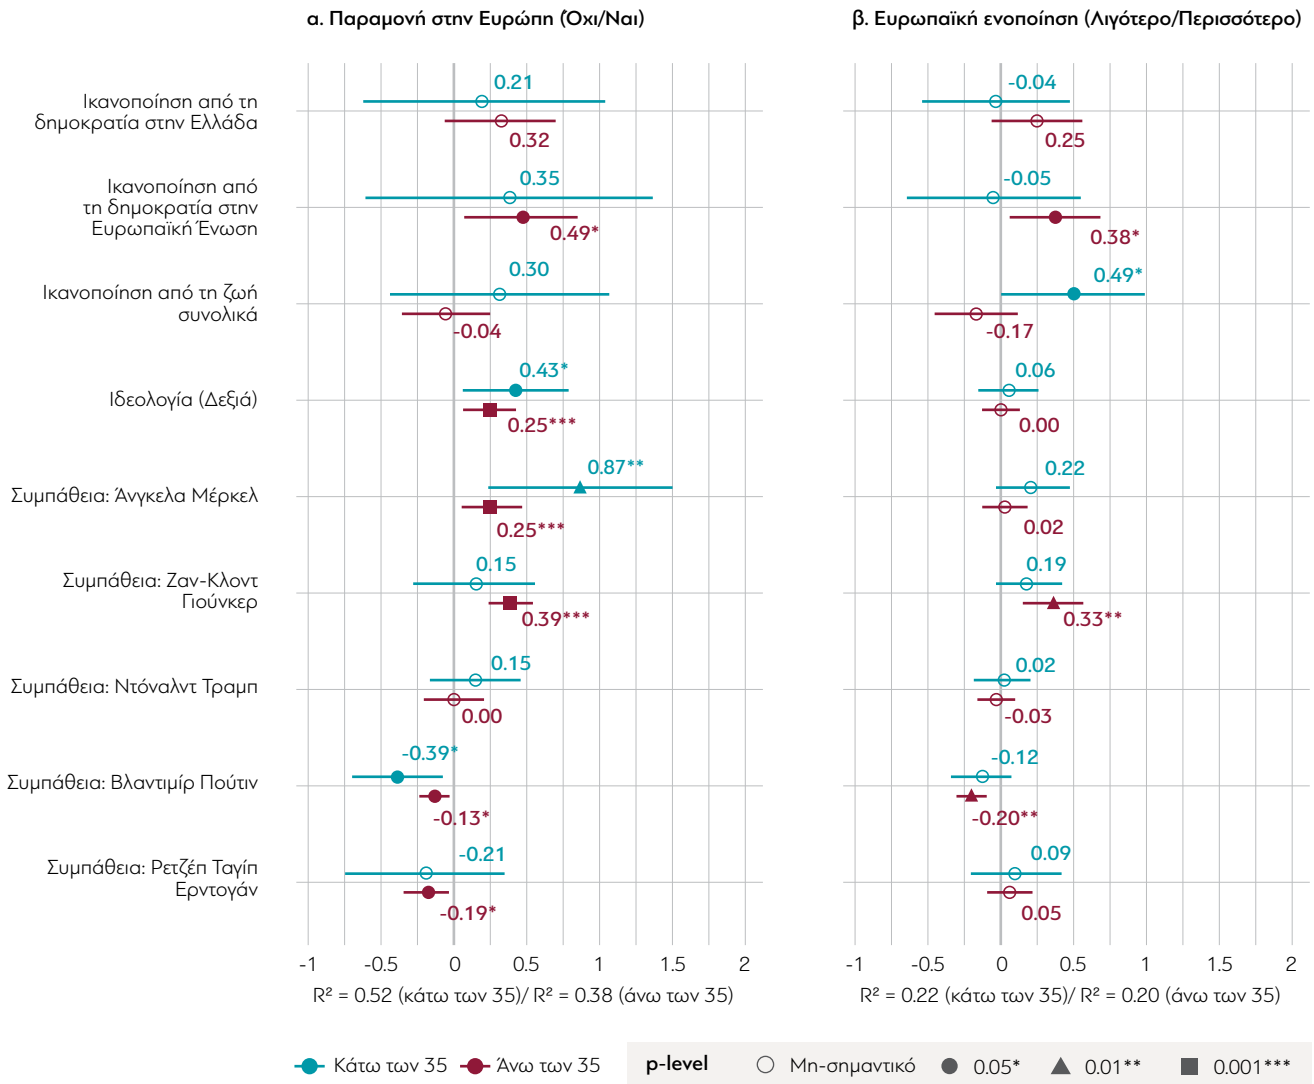 α. Παραμονή στην Ευρώπη (Όχι/Ναι)
β. Ευρωπαϊκή ενοποίηση (Λιγότερο/Περισσότερο)
Ικανοποίηση από τη
δημοκρατία στην Ελλάδα
0.21
0.32
-0.04
0.25
Ικανοποίηση από
τη δημοκρατία στην
Ευρωπαϊκή Ένωση
0.35
0.49*
-0.05
0.38*
Ικανοποίηση από τη ζωή
συνολικά
0.30
-0.04
0.49*
-0.17
Ιδεολογία (Δεξιά)
0.43*
0.25***
0.06
0.00
Συμπάθεια: Άνγκελα Μέρκελ
0.87**
0.25***
0.22
0.02
Συμπάθεια: Ζαν-Κλοντ
Γιούνκερ
0.15
0.39***
0.19
0.33**
Συμπάθεια: Ντόναλντ Τραμπ
0.15
0.00
0.02
-0.03
Συμπάθεια: Βλαντιμίρ Πούτιν
-0.39*
-0.13*
-0.12
-0.20**
Συμπάθεια: Ρετζέπ Ταγίπ
Ερντογάν
-0.21
-0.19*
0.09
0.05
-1 -0.5 0 0.5 1 1.5 2
-1 -0.5 0 0.5 1 1.5 2
R² = 0.52 (κάτω των 35)/ R² = 0.38 (άνω των 35)
R² = 0.22 (κάτω των 35)/ R² = 0.20 (άνω των 35)
Κάτω των 35 Άνω των 35
p-level Μη-σημαντικό 0.05* 0.01** 0.001***